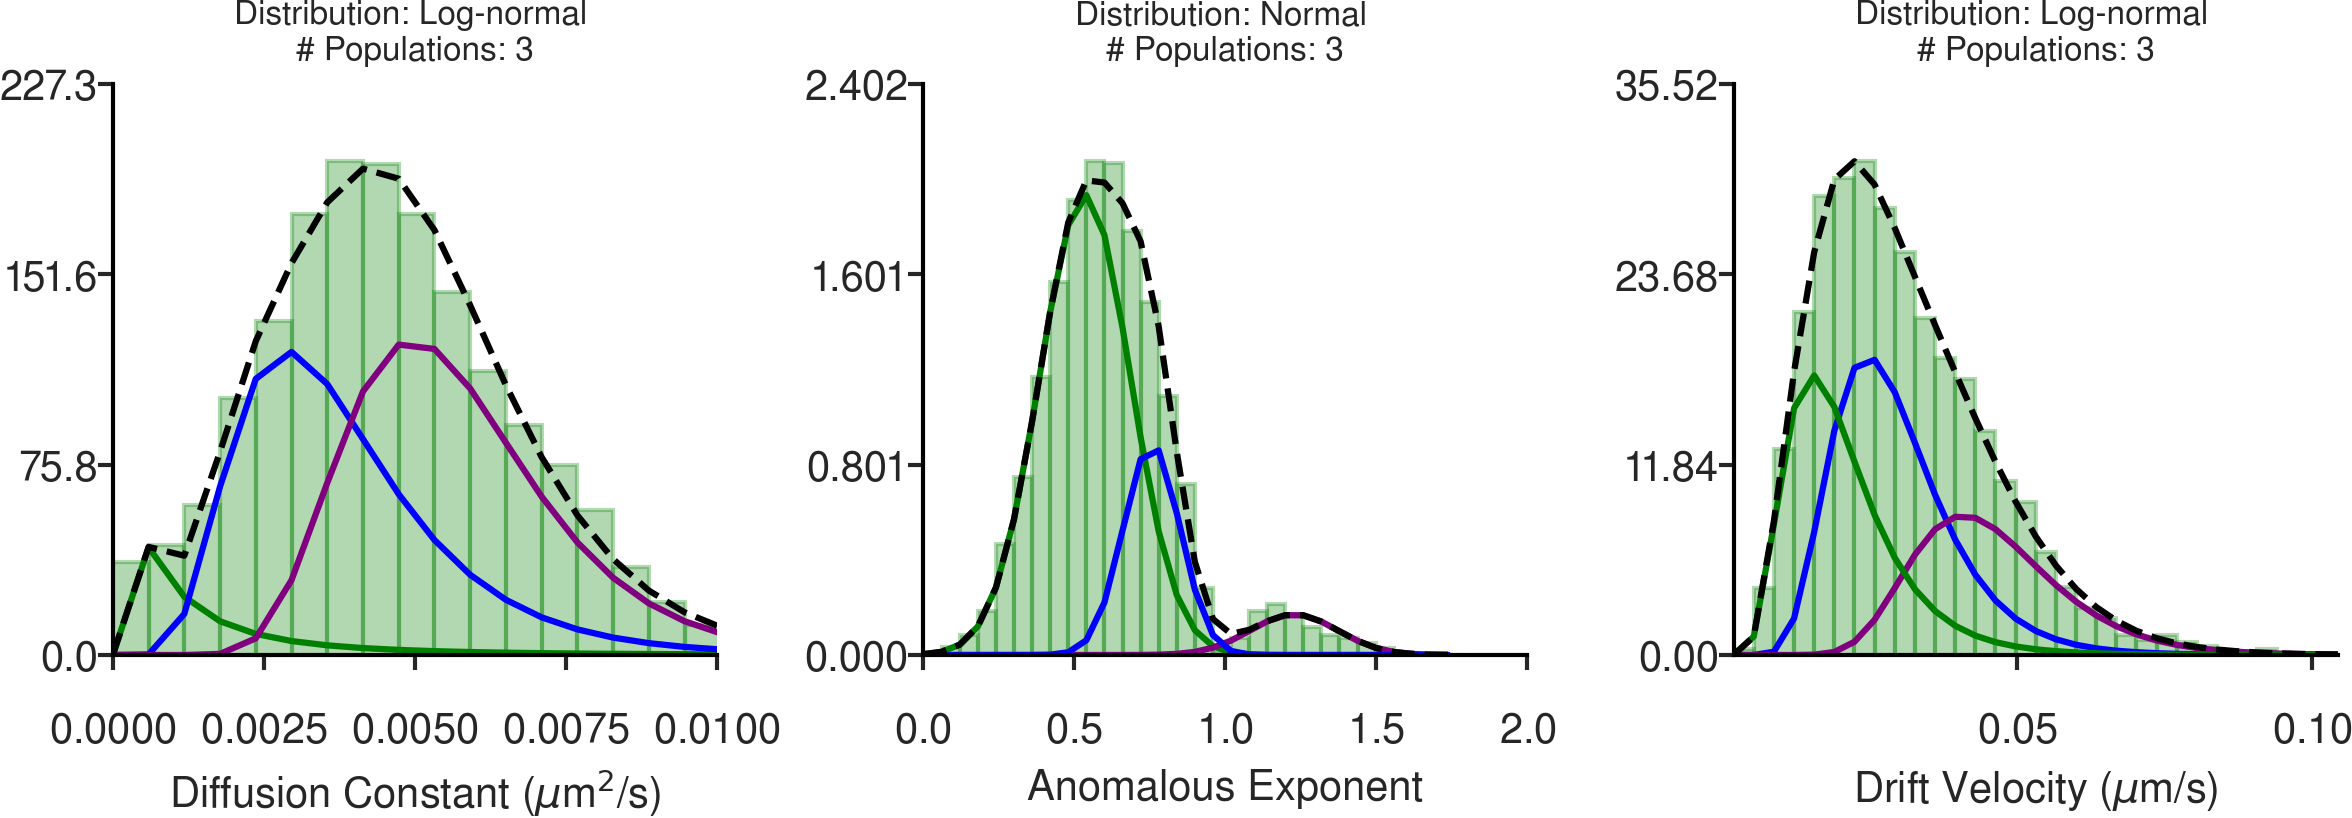 Distribution: Log-normal
# Populations: 3
227.3
151.6
75.8
0.0
0.0000 0.0025 0.0050 0.0075 0.0100
Diffusion Constant (μm²/s)
Distribution: Normal
# Populations: 3
2.402
1.601
0.801
0.000
0.0 0.5 1.0 1.5 2.0
Anomalous Exponent
Distribution: Log-normal
# Populations: 3
35.52
23.68
11.84
0.00
0.05 0.10
Drift Velocity (μm/s)